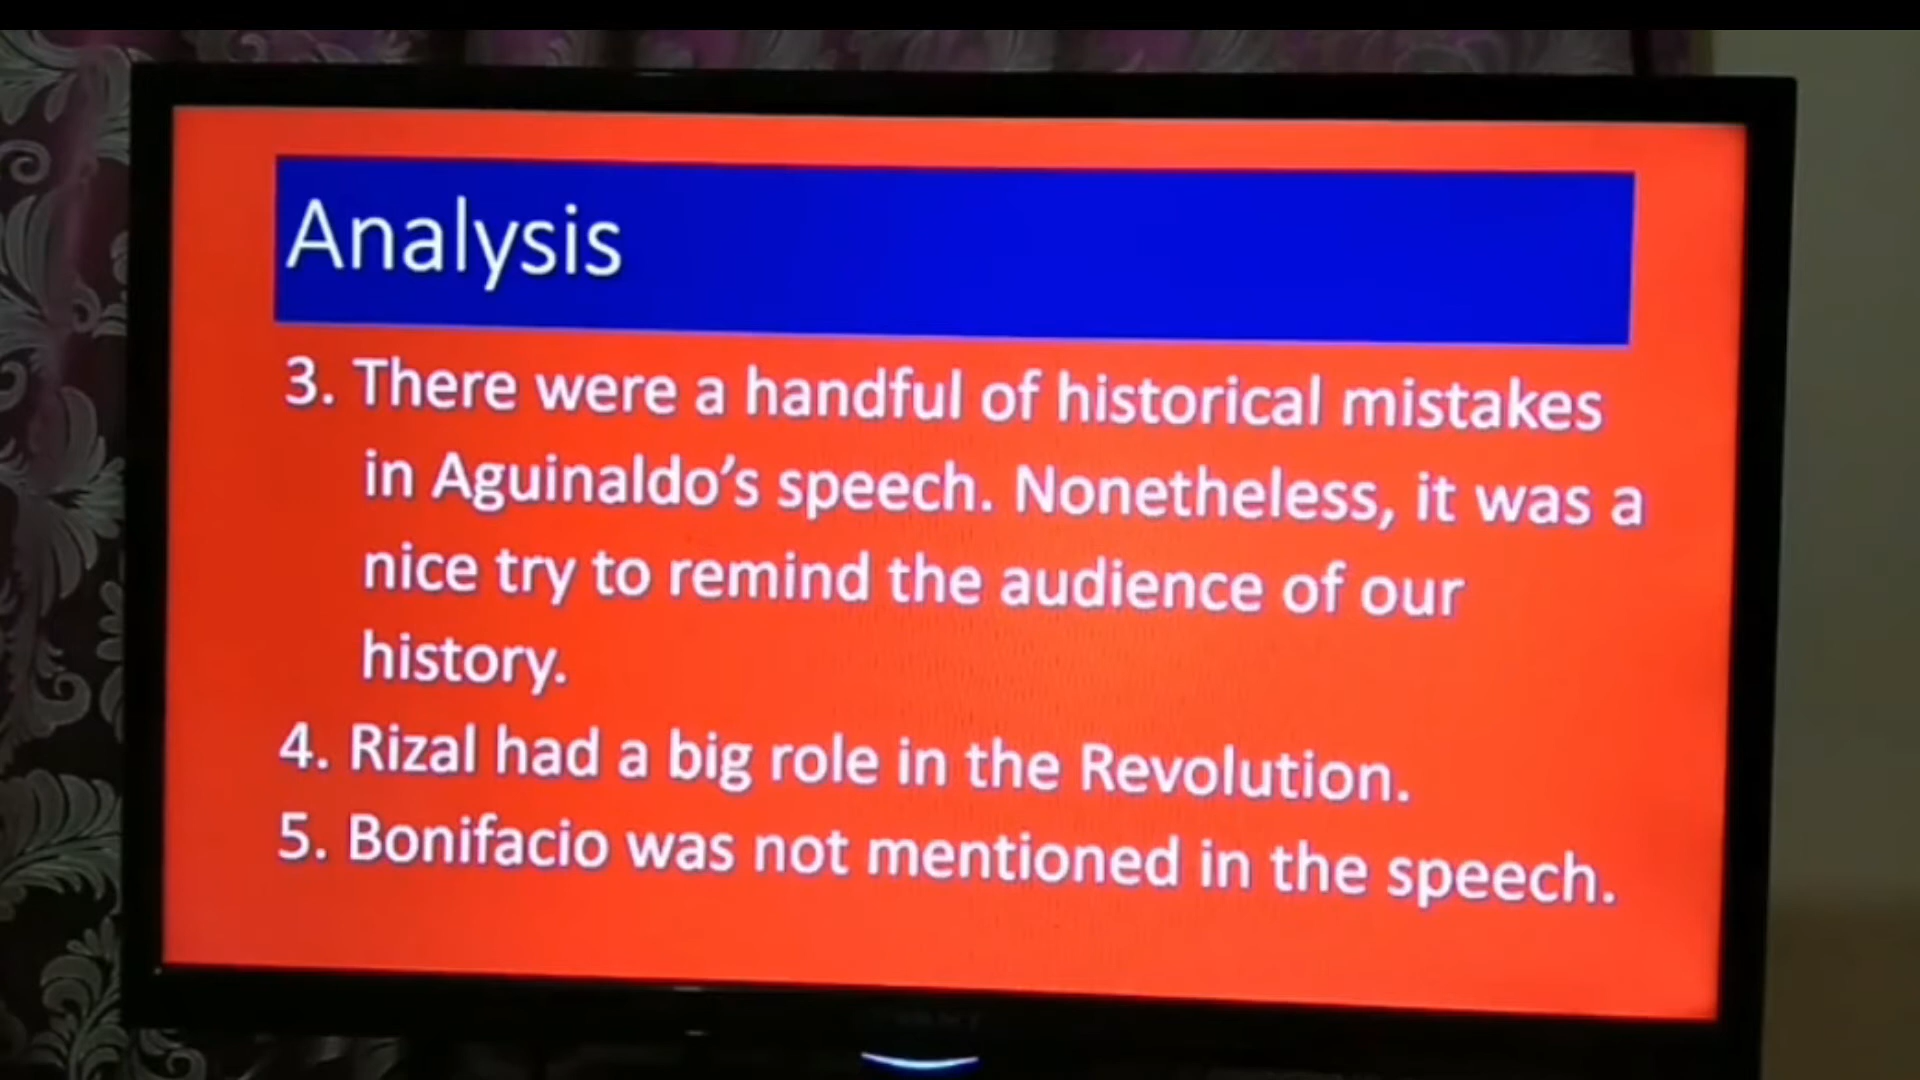 Analysis
3. There were a handful of historical mistakes
in Aguinaldo's speech. Nonetheless, it was a
nice try to remind the audience of our
history.
4. Rizal had a big role in the Revolution.
5. Bonifacio was not mentioned in the speech.